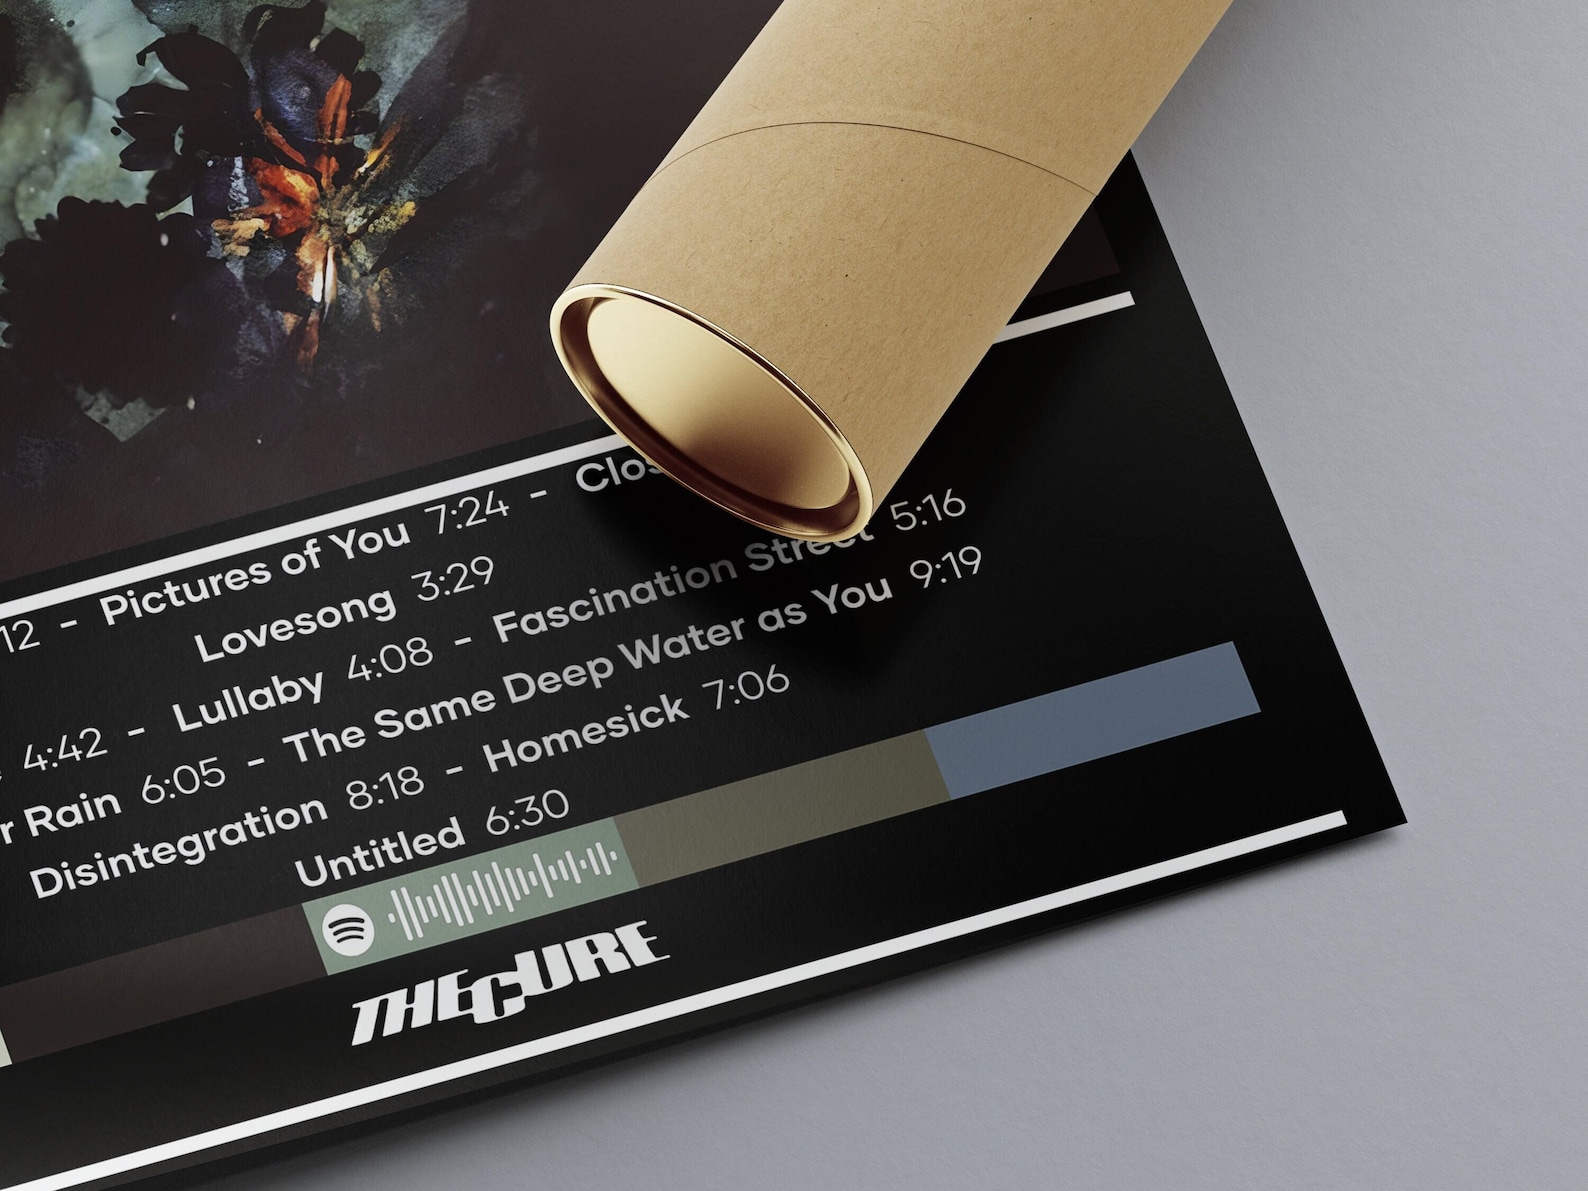 12 - Pictures of You 7:24 -
Lovesong 3:29
4:42 - Lullaby 4:08 - Fascination Street 5:16
r Rain 6:05 - The Same Deep Water as You 9:19
Disintegration 8:18 - Homesick 7:06
Untitled 6:30
THE CURE